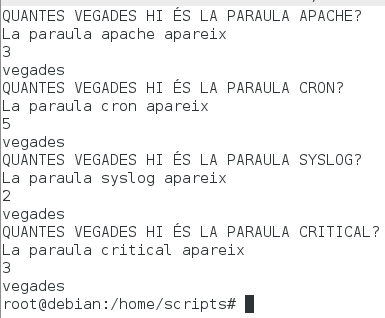 QUANTES VEGADES HI ÉS LA PARAULA APACHE?
La paraula apache apareix
3
vegades
QUANTES VEGADES HI ÉS LA PARAULA CRON?
La paraula cron apareix
5
vegades
QUANTES VEGADES HI ÉS LA PARAULA SYSLOG?
La paraula syslog apareix
2
vegades
QUANTES VEGADES HI ÉS LA PARAULA CRITICAL?
La paraula critical apareix
3
vegades
root@debian:/home/scripts#